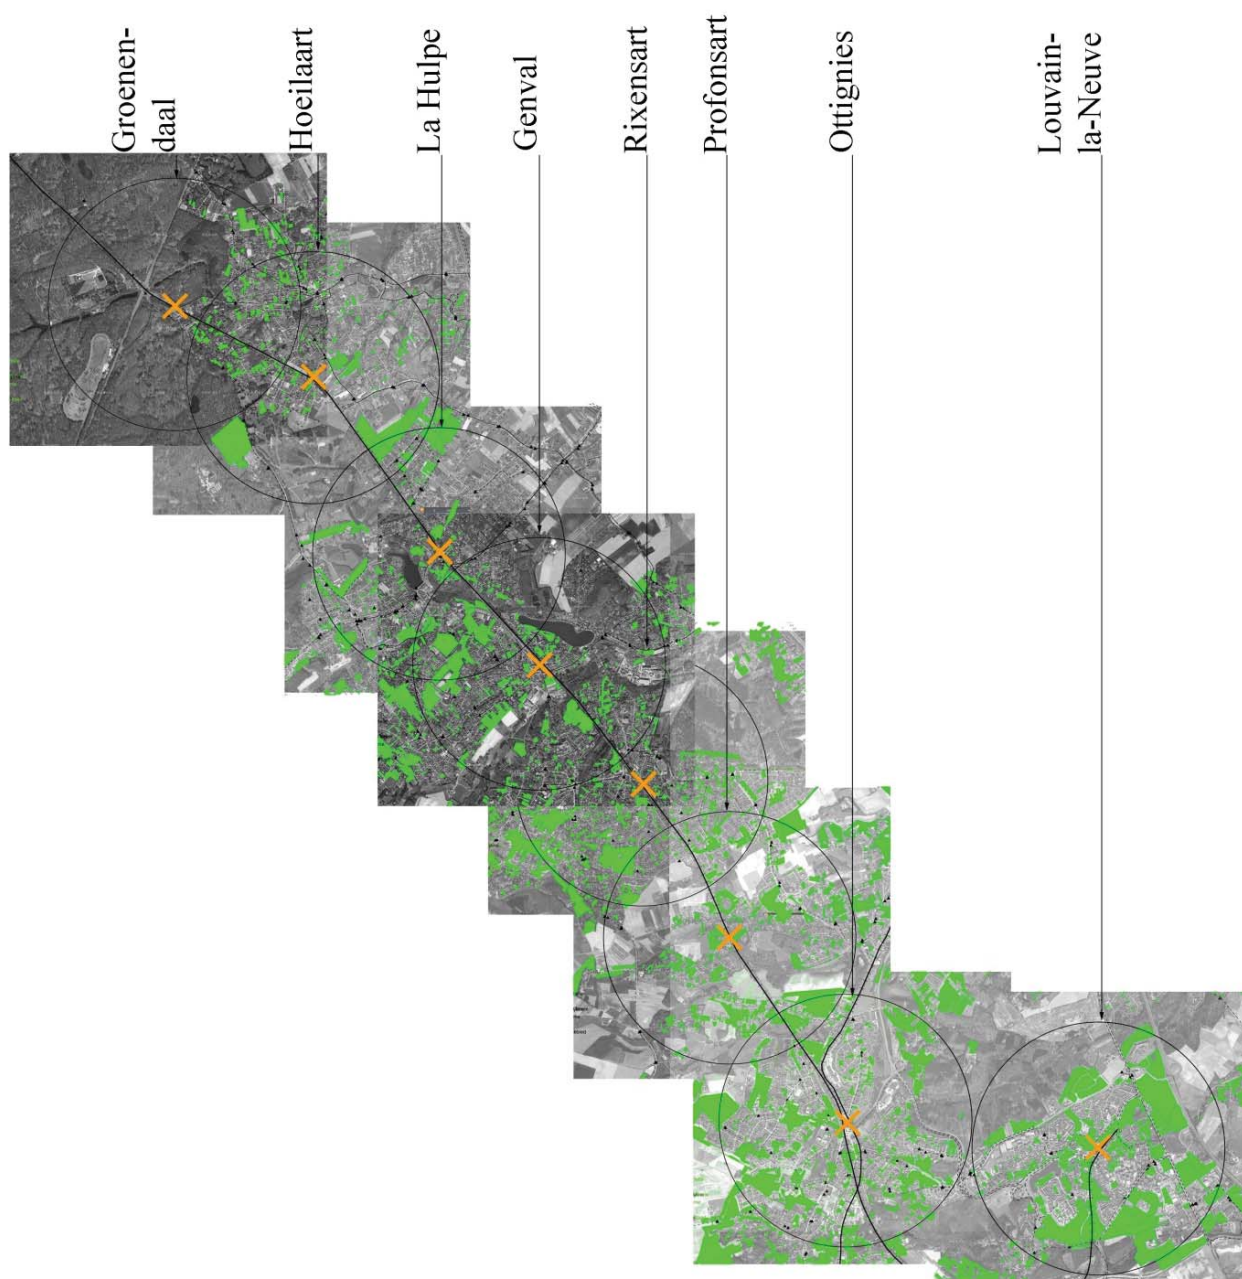 Groenen-
daal
Hoeilaart
La Hulpe
Genval
Rixensart
Profonsart
Ottignies
Louvain-
la-Neuve